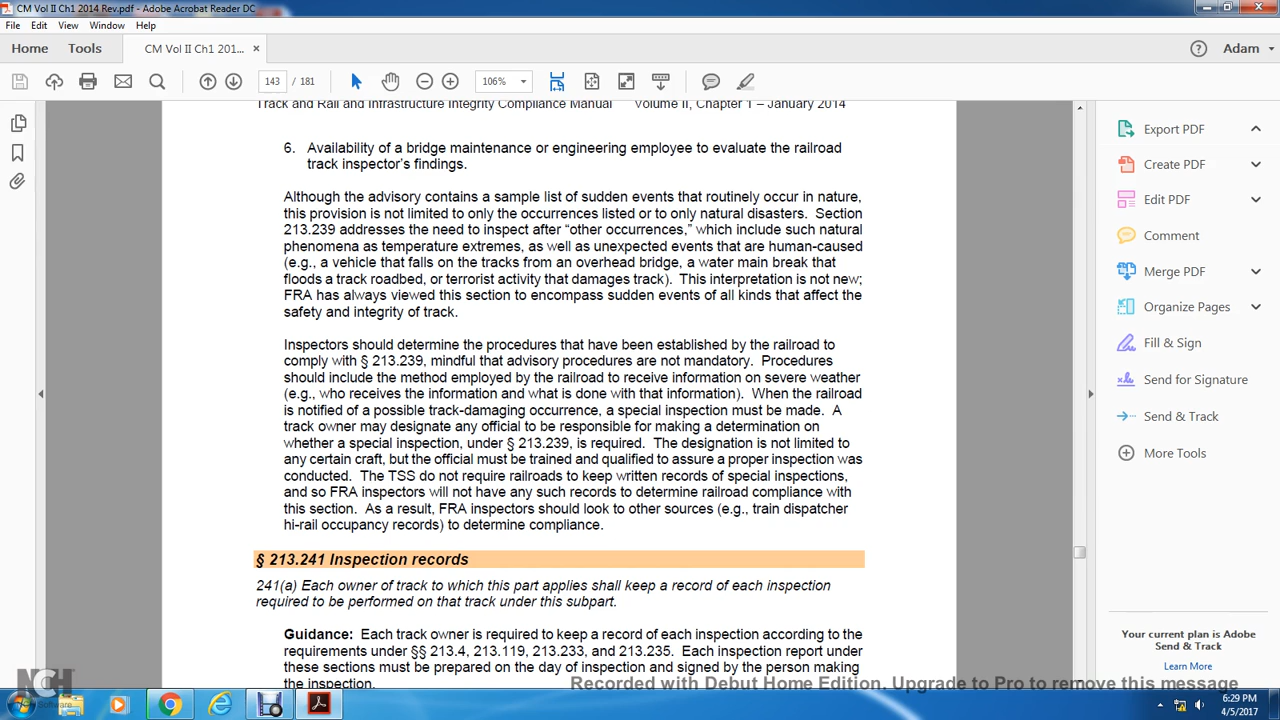 CM Vol II Ch1 2014 Rev.pdf - Adobe Acrobat Reader DC
File Edit View Window Help
Home Tools CM Vol II Ch1 201... × ? Adam
143 / 181 106%
Track and Rail and Infrastructure Integrity Compliance Manual Volume II, Chapter 1 – January 2014
6. Availability of a bridge maintenance or engineering employee to evaluate the railroad
track inspector's findings.
Although the advisory contains a sample list of sudden events that routinely occur in nature,
this provision is not limited to only the occurrences listed or to only natural disasters. Section
213.239 addresses the need to inspect after “other occurrences,” which include such natural
phenomena as temperature extremes, as well as unexpected events that are human-caused
(e.g., a vehicle that falls on the tracks from an overhead bridge, a water main break that
floods a track roadbed, or terrorist activity that damages track). This interpretation is not new;
FRA has always viewed this section to encompass sudden events of all kinds that affect the
safety and integrity of track.
Inspectors should determine the procedures that have been established by the railroad to
comply with § 213.239, mindful that advisory procedures are not mandatory. Procedures
should include the method employed by the railroad to receive information on severe weather
(e.g., who receives the information and what is done with that information). When the railroad
is notified of a possible track-damaging occurrence, a special inspection must be made. A
track owner may designate any official to be responsible for making a determination on
whether a special inspection, under § 213.239, is required. The designation is not limited to
any certain craft, but the official must be trained and qualified to assure a proper inspection was
conducted. The TSS do not require railroads to keep written records of special inspections,
and so FRA inspectors will not have any such records to determine railroad compliance with
this section. As a result, FRA inspectors should look to other sources (e.g., train dispatcher
hi-rail occupancy records) to determine compliance.
§ 213.241 Inspection records
241(a) Each owner of track to which this part applies shall keep a record of each inspection
required to be performed on that track under this subpart.
Guidance: Each track owner is required to keep a record of each inspection according to the
requirements under §§ 213.4, 213.119, 213.233, and 213.235. Each inspection report under
these sections must be prepared on the day of inspection and signed by the person making
the inspection.
Export PDF
Create PDF
Edit PDF
Comment
Merge PDF
Organize Pages
Fill & Sign
Send for Signature
Send & Track
More Tools
Your current plan is Adobe
Send & Track
Learn More
NCH
Software
Recorded with Debut Home Edition. Upgrade to Pro to remove this message
6:29 PM
4/5/2017